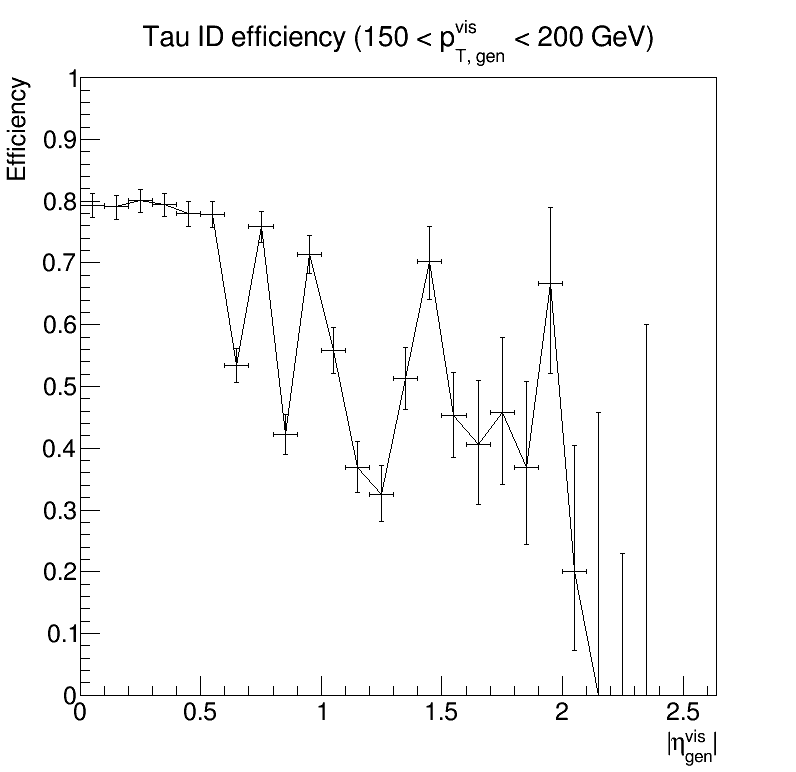 Tau ID efficiency (150 < p^vis_T, gen < 200 GeV)
Efficiency
1
0.9
0.8
0.7
0.6
0.5
0.4
0.3
0.2
0.1
0
0 0.5 1 1.5 2 2.5
|η^vis_gen|